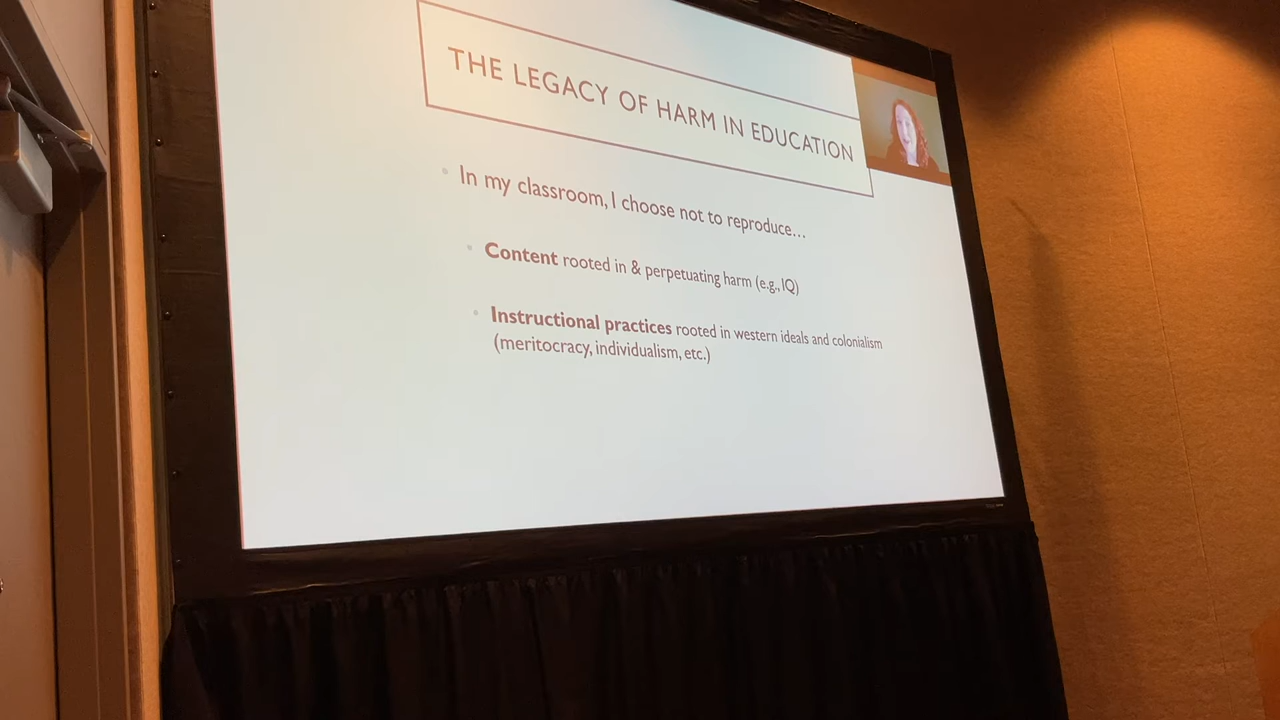 THE LEGACY OF HARM IN EDUCATION
In my classroom, I choose not to reproduce...
Content rooted in & perpetuating harm (e.g., IQ)
Instructional practices rooted in western ideals and colonialism
(meritocracy, individualism, etc.)